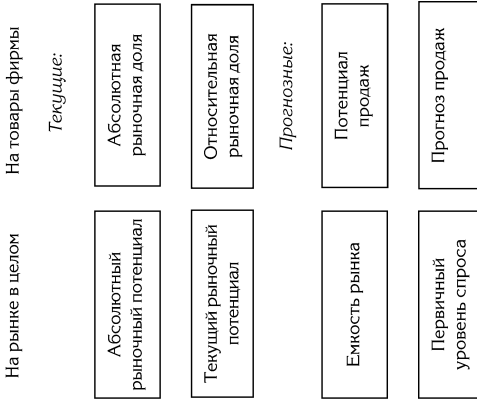 На рынке в целом
На товары фирмы
Текущие:
Абсолютный
рыночный потенциал
Абсолютная
рыночная доля
Текущий рыночный
потенциал
Относительная
рыночная доля
Прогнозные:
Емкость рынка
Потенциал
продаж
Первичный
уровень спроса
Прогноз продаж